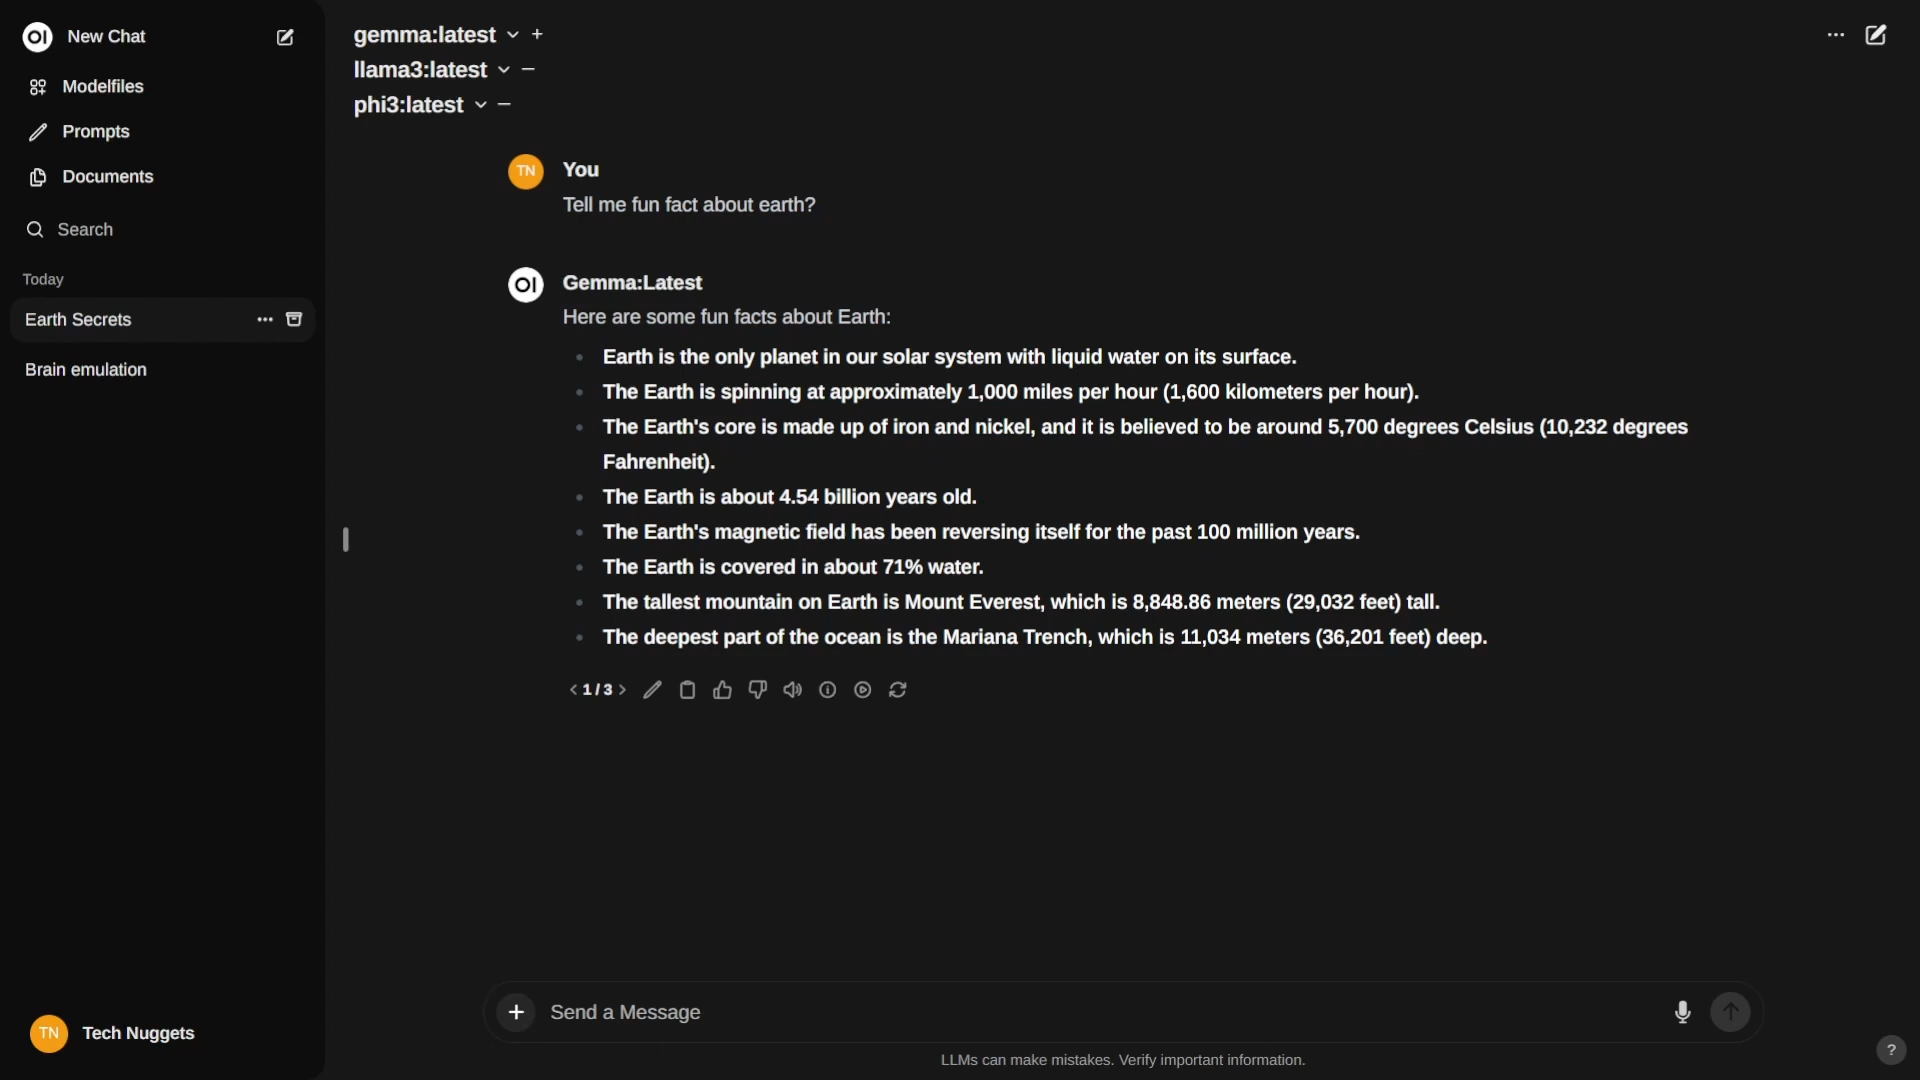 OI New Chat
Modelfiles
Prompts
Documents
Search
Today
Earth Secrets
Brain emulation
TN Tech Nuggets
gemma:latest
llama3:latest
phi3:latest
TN You
Tell me fun fact about earth?
OI Gemma:Latest
Here are some fun facts about Earth:
• Earth is the only planet in our solar system with liquid water on its surface.
• The Earth is spinning at approximately 1,000 miles per hour (1,600 kilometers per hour).
• The Earth's core is made up of iron and nickel, and it is believed to be around 5,700 degrees Celsius (10,232 degrees
Fahrenheit).
• The Earth is about 4.54 billion years old.
• The Earth's magnetic field has been reversing itself for the past 100 million years.
• The Earth is covered in about 71% water.
• The tallest mountain on Earth is Mount Everest, which is 8,848.86 meters (29,032 feet) tall.
• The deepest part of the ocean is the Mariana Trench, which is 11,034 meters (36,201 feet) deep.
< 1 / 3 >
Send a Message
LLMs can make mistakes. Verify important information.
?